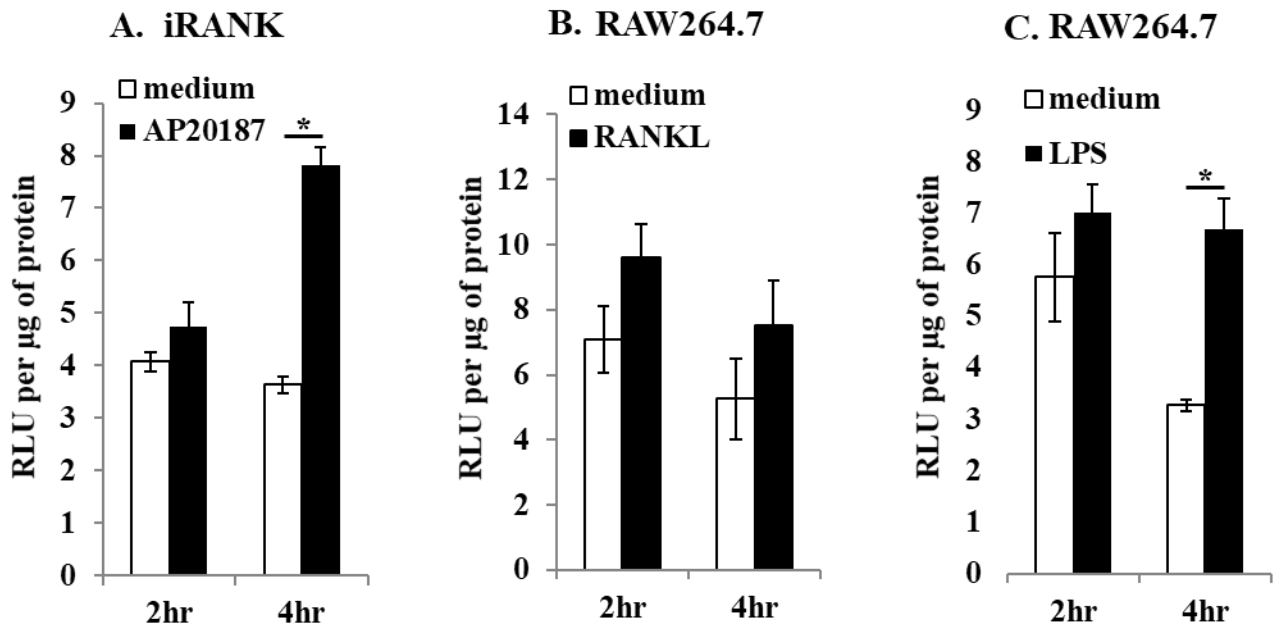 A. iRANK
medium
AP20187
*
RLU per µg of protein
9
8
7
6
5
4
3
2
1
0
2hr 4hr
B. RAW264.7
medium
RANKL
RLU per µg of protein
14
12
10
8
6
4
2
0
2hr 4hr
C. RAW264.7
medium
LPS
*
RLU per µg of protein
9
8
7
6
5
4
3
2
1
0
2hr 4hr